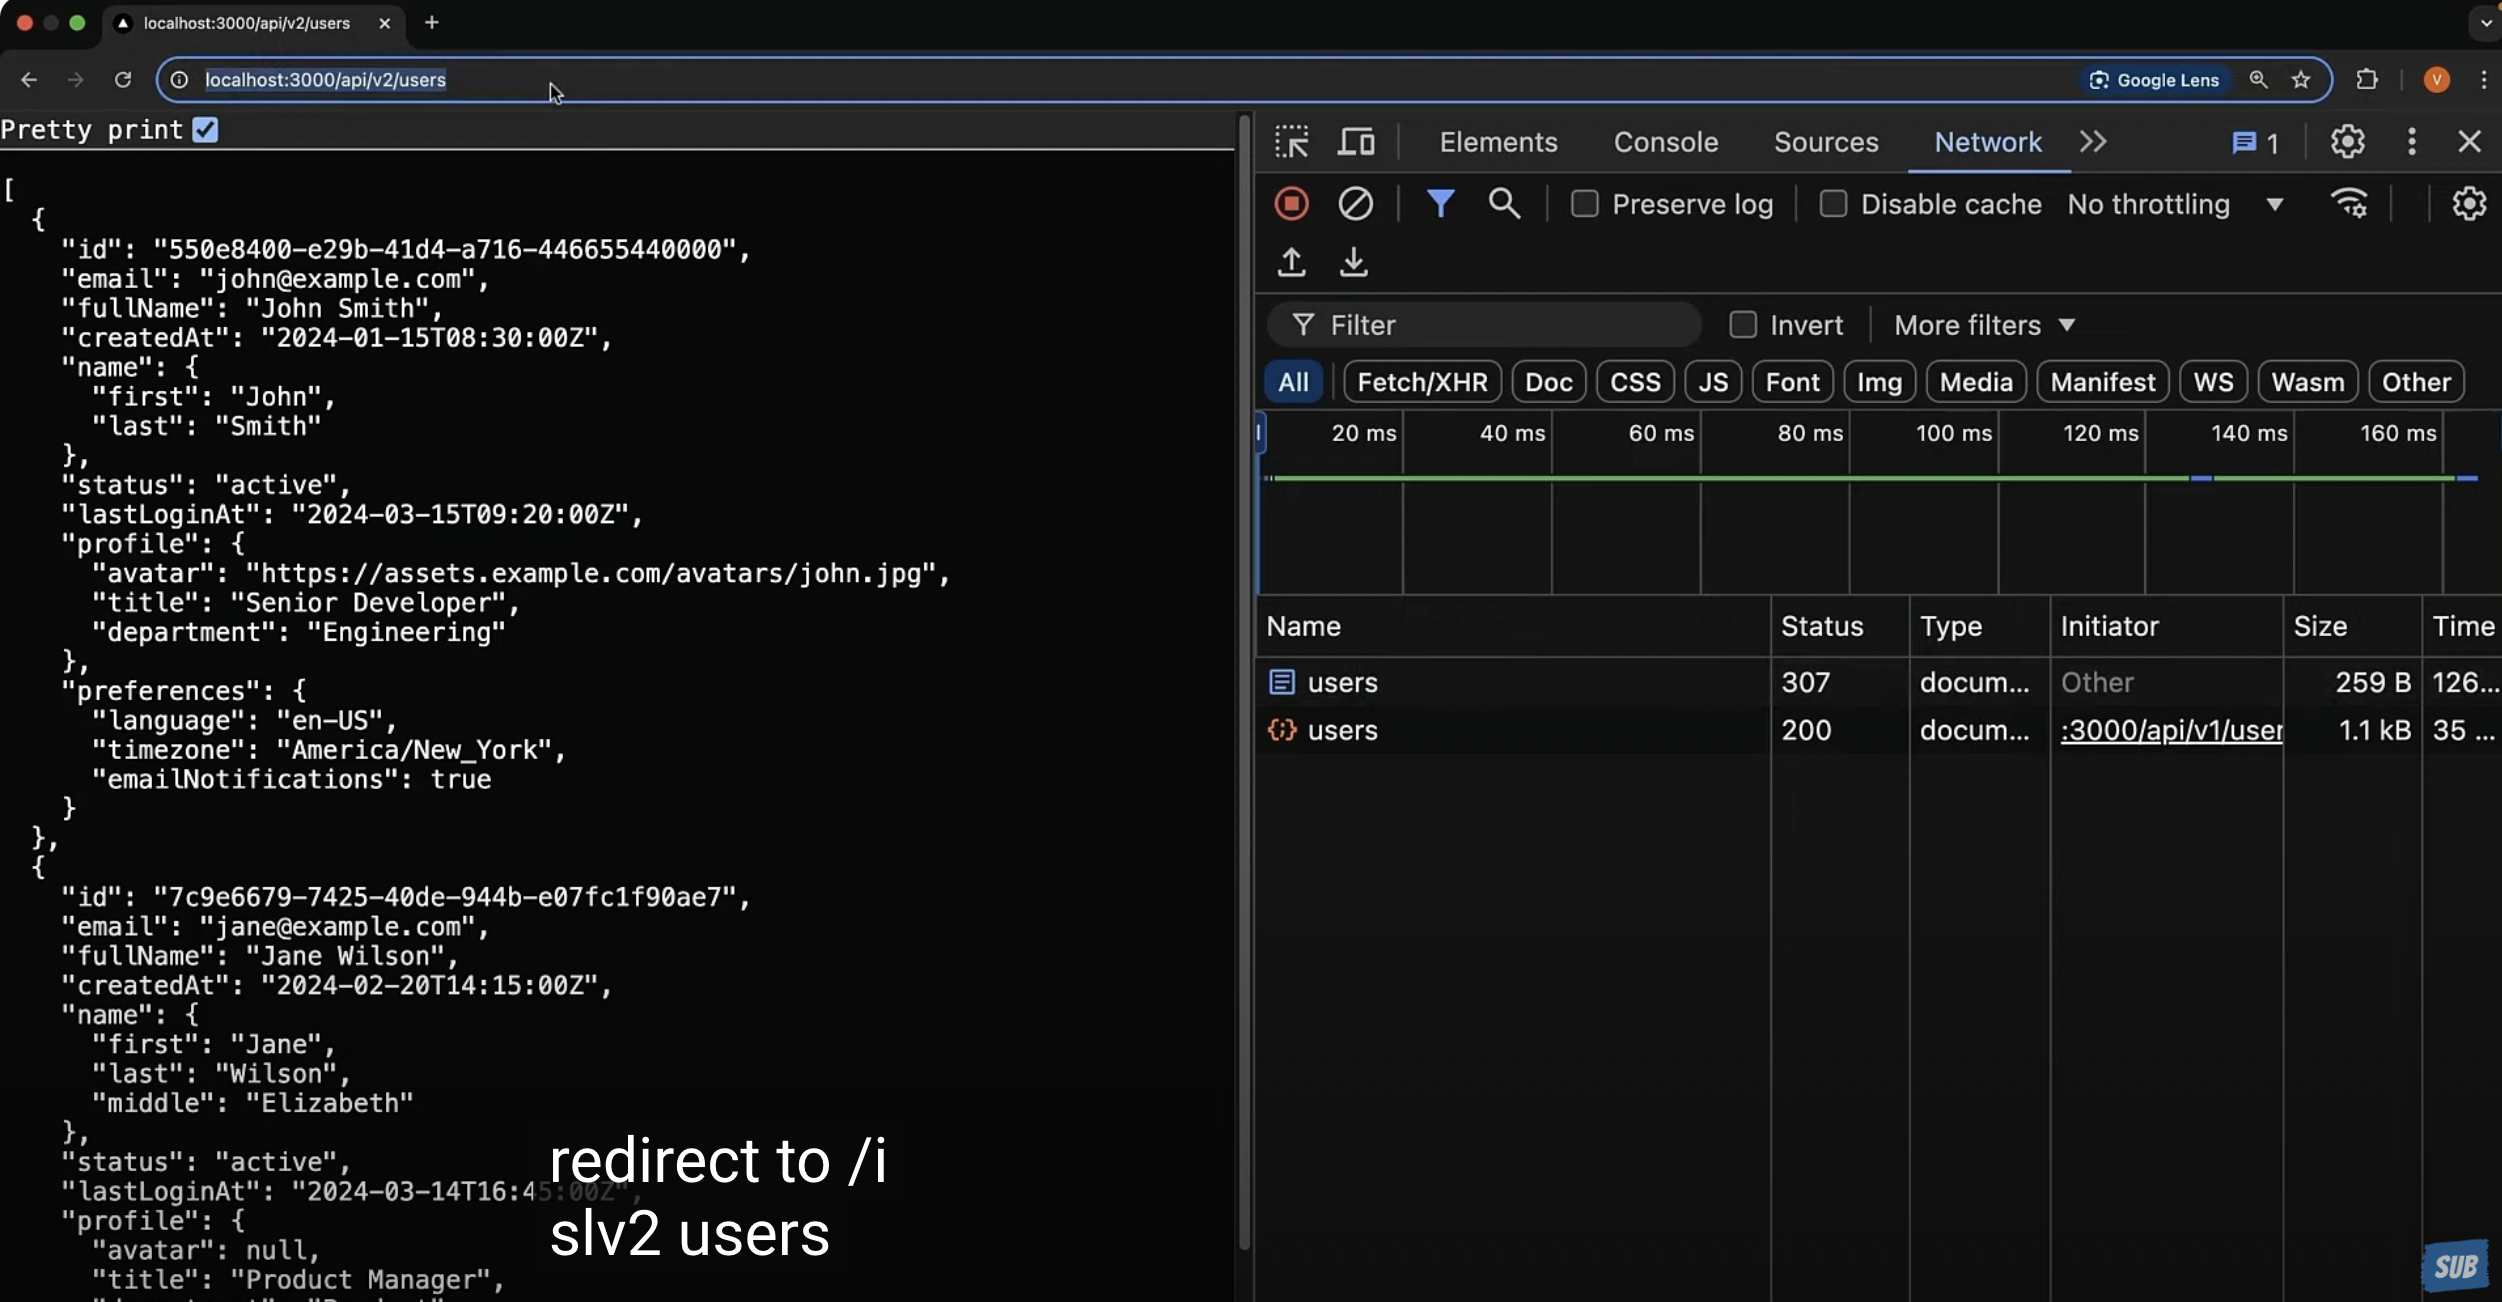 localhost:3000/api/v2/users
localhost:3000/api/v2/users
Google Lens
V
Pretty print
[
{
"id": "550e8400-e29b-41d4-a716-446655440000",
"email": "john@example.com",
"fullName": "John Smith",
"createdAt": "2024-01-15T08:30:00Z",
"name": {
"first": "John",
"last": "Smith"
},
"status": "active",
"lastLoginAt": "2024-03-15T09:20:00Z",
"profile": {
"avatar": "https://assets.example.com/avatars/john.jpg",
"title": "Senior Developer",
"department": "Engineering"
},
"preferences": {
"language": "en-US",
"timezone": "America/New_York",
"emailNotifications": true
}
},
{
"id": "7c9e6679-7425-40de-944b-e07fc1f90ae7",
"email": "jane@example.com",
"fullName": "Jane Wilson",
"createdAt": "2024-02-20T14:15:00Z",
"name": {
"first": "Jane",
"last": "Wilson",
"middle": "Elizabeth"
},
"status": "active",
"lastLoginAt": "2024-03-14T16:45:00Z",
"profile": {
"avatar": null,
"title": "Product Manager",
redirect to /i
slv2 users
Elements Console Sources Network 1
Preserve log Disable cache No throttling
Filter Invert More filters
All Fetch/XHR Doc CSS JS Font Img Media Manifest WS Wasm Other
20 ms 40 ms 60 ms 80 ms 100 ms 120 ms 140 ms 160 ms
Name Status Type Initiator Size Time
users 307 docum... Other 259 B 126...
users 200 docum... :3000/api/v1/user 1.1 kB 35 ...
SUB